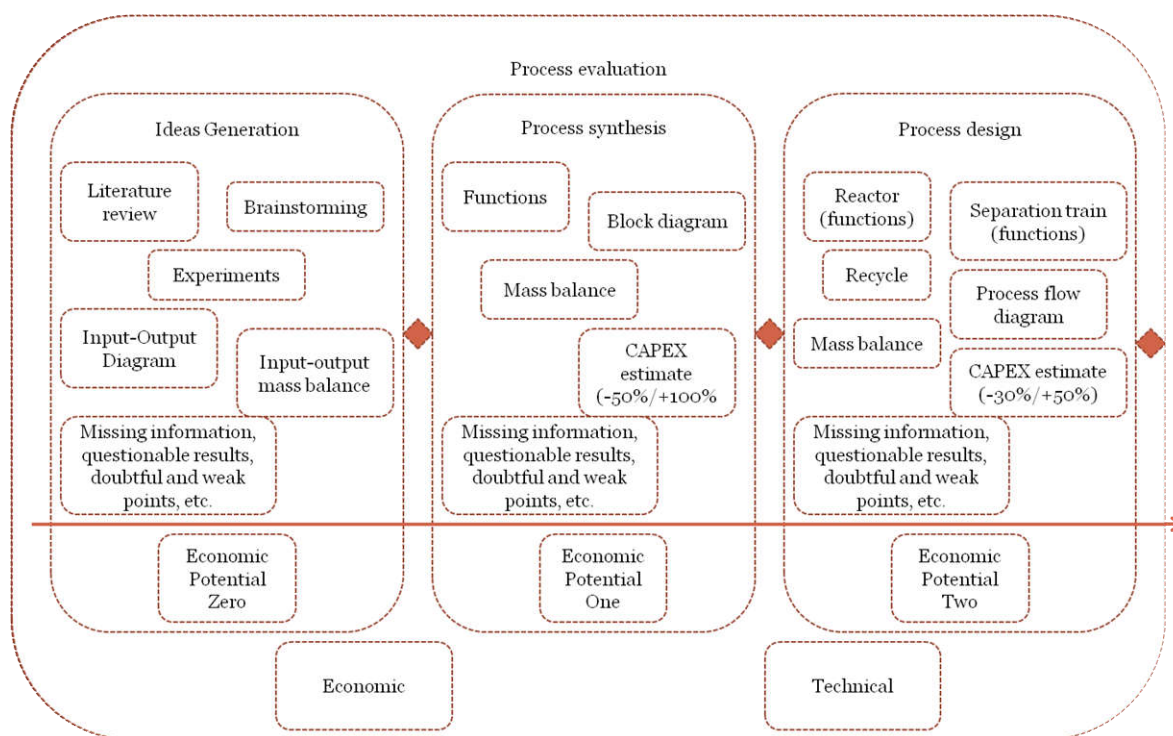 Process evaluation
Ideas Generation
Literature
review
Brainstorming
Experiments
Input-Output
Diagram
Input-output
mass balance
Missing information,
questionable results,
doubtful and weak
points, etc.
Economic
Potential
Zero
Process synthesis
Functions
Block diagram
Mass balance
CAPEX
estimate
(-50%/+100%
Missing information,
questionable results,
doubtful and weak
points, etc.
Economic
Potential
One
Process design
Reactor
(functions)
Separation train
(functions)
Recycle
Process flow
diagram
Mass balance
CAPEX estimate
(-30%/+50%)
Missing information,
questionable results,
doubtful and weak
points, etc.
Economic
Potential
Two
Economic
Technical